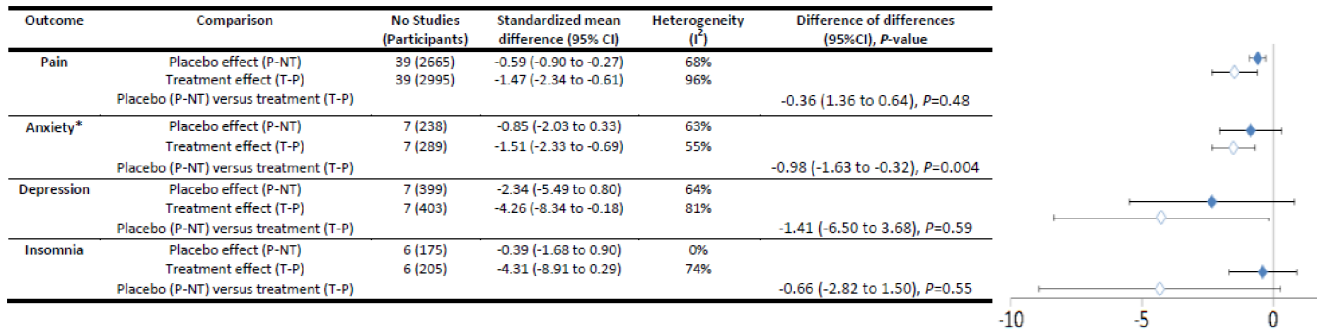 Outcome Comparison No Studies (Participants) Standardized mean difference (95% CI) Heterogeneity (I²) Difference of differences (95%CI), P-value
Pain Placebo effect (P-NT) 39 (2665) -0.59 (-0.90 to -0.27) 68%
Treatment effect (T-P) 39 (2995) -1.47 (-2.34 to -0.61) 96%
Placebo (P-NT) versus treatment (T-P) -0.36 (1.36 to 0.64), P=0.48
Anxiety* Placebo effect (P-NT) 7 (238) -0.85 (-2.03 to 0.33) 63%
Treatment effect (T-P) 7 (289) -1.51 (-2.33 to -0.69) 55%
Placebo (P-NT) versus treatment (T-P) -0.98 (-1.63 to -0.32), P=0.004
Depression Placebo effect (P-NT) 7 (399) -2.34 (-5.49 to 0.80) 64%
Treatment effect (T-P) 7 (403) -4.26 (-8.34 to -0.18) 81%
Placebo (P-NT) versus treatment (T-P) -1.41 (-6.50 to 3.68), P=0.59
Insomnia Placebo effect (P-NT) 6 (175) -0.39 (-1.68 to 0.90) 0%
Treatment effect (T-P) 6 (205) -4.31 (-8.91 to 0.29) 74%
Placebo (P-NT) versus treatment (T-P) -0.66 (-2.82 to 1.50), P=0.55
-10 -5 0